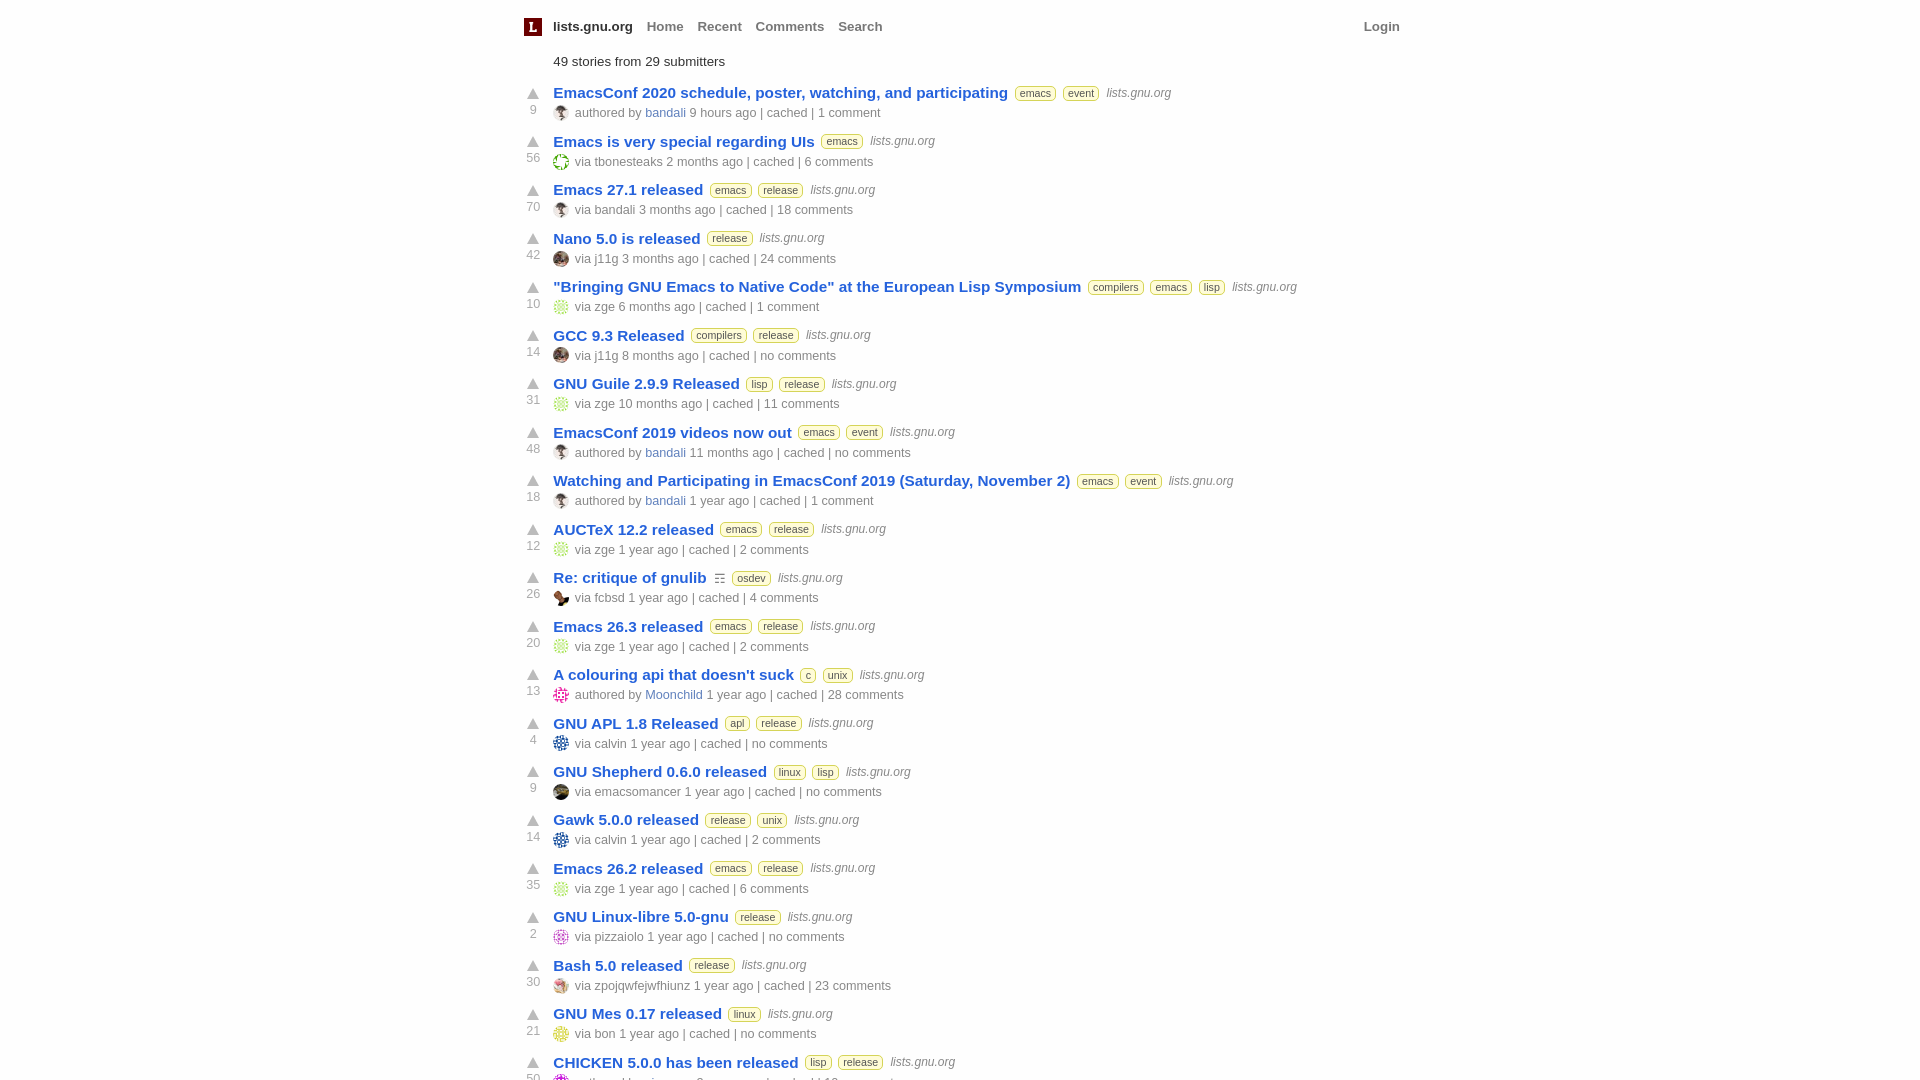 L lists.gnu.org Home Recent Comments Search Login
49 stories from 29 submitters
EmacsConf 2020 schedule, poster, watching, and participating emacs event lists.gnu.org
9 authored by bandali 9 hours ago | cached | 1 comment
Emacs is very special regarding UIs emacs lists.gnu.org
56 via tbonesteaks 2 months ago | cached | 6 comments
Emacs 27.1 released emacs release lists.gnu.org
70 via bandali 3 months ago | cached | 18 comments
Nano 5.0 is released release lists.gnu.org
42 via j11g 3 months ago | cached | 24 comments
"Bringing GNU Emacs to Native Code" at the European Lisp Symposium compilers emacs lisp lists.gnu.org
10 via zge 6 months ago | cached | 1 comment
GCC 9.3 Released compilers release lists.gnu.org
14 via j11g 8 months ago | cached | no comments
GNU Guile 2.9.9 Released lisp release lists.gnu.org
31 via zge 10 months ago | cached | 11 comments
EmacsConf 2019 videos now out emacs event lists.gnu.org
48 authored by bandali 11 months ago | cached | no comments
Watching and Participating in EmacsConf 2019 (Saturday, November 2) emacs event lists.gnu.org
18 authored by bandali 1 year ago | cached | 1 comment
AUCTeX 12.2 released emacs release lists.gnu.org
12 via zge 1 year ago | cached | 2 comments
Re: critique of gnulib ☶ osdev lists.gnu.org
26 via fcbsd 1 year ago | cached | 4 comments
Emacs 26.3 released emacs release lists.gnu.org
20 via zge 1 year ago | cached | 2 comments
A colouring api that doesn't suck c unix lists.gnu.org
13 authored by Moonchild 1 year ago | cached | 28 comments
GNU APL 1.8 Released apl release lists.gnu.org
4 via calvin 1 year ago | cached | no comments
GNU Shepherd 0.6.0 released linux lisp lists.gnu.org
9 via emacsomancer 1 year ago | cached | no comments
Gawk 5.0.0 released release unix lists.gnu.org
14 via calvin 1 year ago | cached | 2 comments
Emacs 26.2 released emacs release lists.gnu.org
35 via zge 1 year ago | cached | 6 comments
GNU Linux-libre 5.0-gnu release lists.gnu.org
2 via pizzaiolo 1 year ago | cached | no comments
Bash 5.0 released release lists.gnu.org
30 via zpojqwfejwfhiunz 1 year ago | cached | 23 comments
GNU Mes 0.17 released linux lists.gnu.org
21 via bon 1 year ago | cached | no comments
CHICKEN 5.0.0 has been released lisp release lists.gnu.org
50